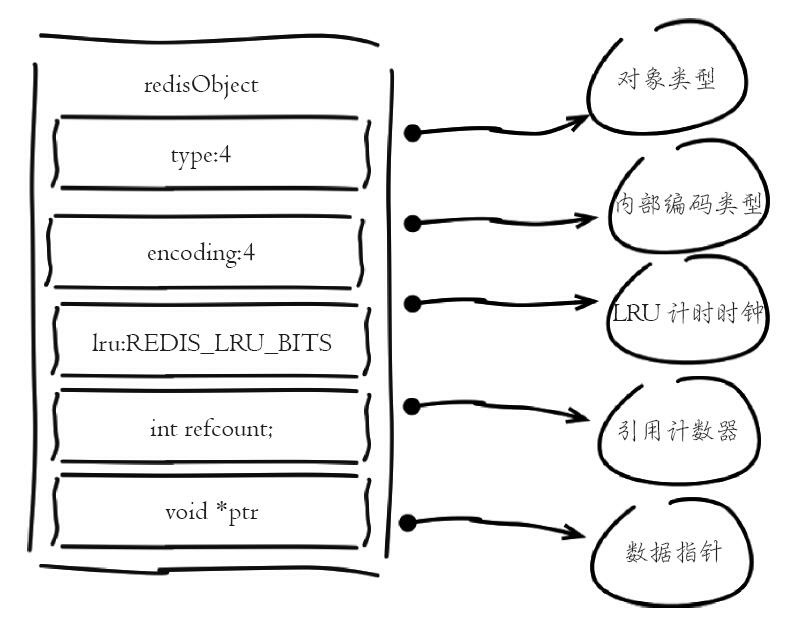 redisObject
type:4
对象类型
encoding:4
内部编码类型
lru:REDIS_LRU_BITS
LRU 计时时钟
int refcount;
引用计数器
void *ptr
数据指针